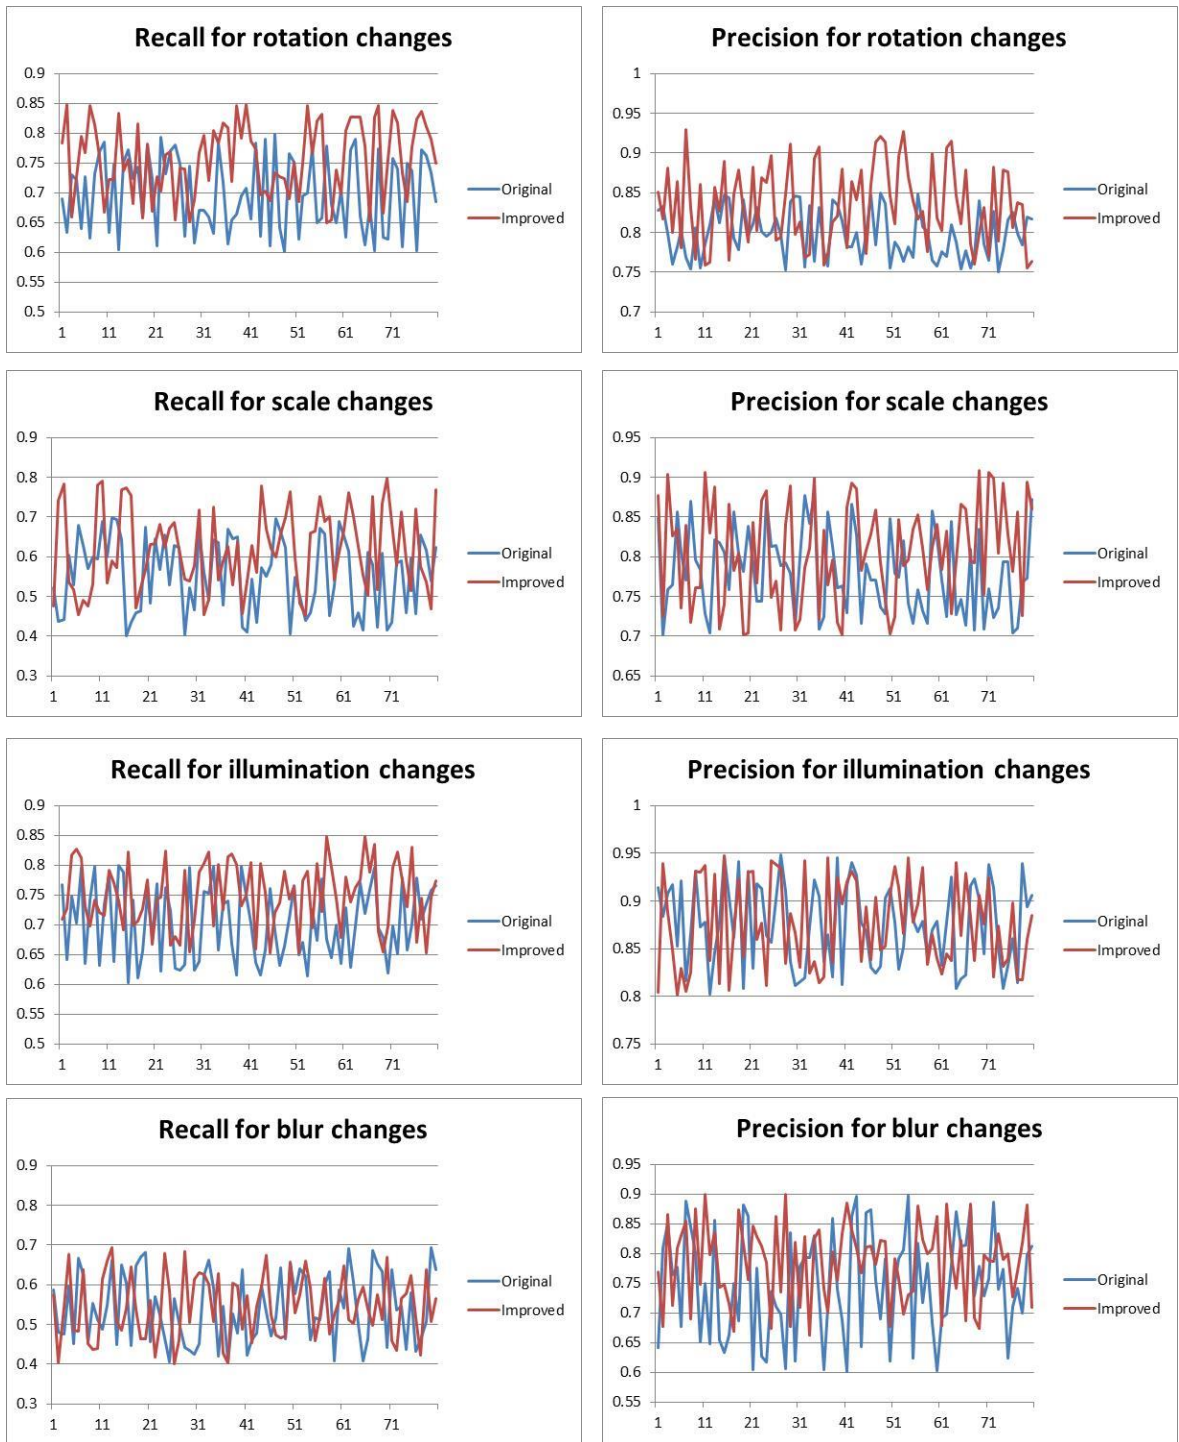 Recall for rotation changes
0.9
0.85
0.8
0.75
0.7
0.65
0.6
0.55
0.5
1 11 21 31 41 51 61 71
Original
Improved
Precision for rotation changes
1
0.95
0.9
0.85
0.8
0.75
0.7
1 11 21 31 41 51 61 71
Original
Improved
Recall for scale changes
0.9
0.8
0.7
0.6
0.5
0.4
0.3
1 11 21 31 41 51 61 71
Original
Improved
Precision for scale changes
0.95
0.9
0.85
0.8
0.75
0.7
0.65
1 11 21 31 41 51 61 71
Original
Improved
Recall for illumination changes
0.9
0.85
0.8
0.75
0.7
0.65
0.6
0.55
0.5
1 11 21 31 41 51 61 71
Original
Improved
Precision for illumination changes
1
0.95
0.9
0.85
0.8
0.75
1 11 21 31 41 51 61 71
Original
Improved
Recall for blur changes
0.9
0.8
0.7
0.6
0.5
0.4
0.3
1 11 21 31 41 51 61 71
Original
Improved
Precision for blur changes
0.95
0.9
0.85
0.8
0.75
0.7
0.65
0.6
0.55
1 11 21 31 41 51 61 71
Original
Improved